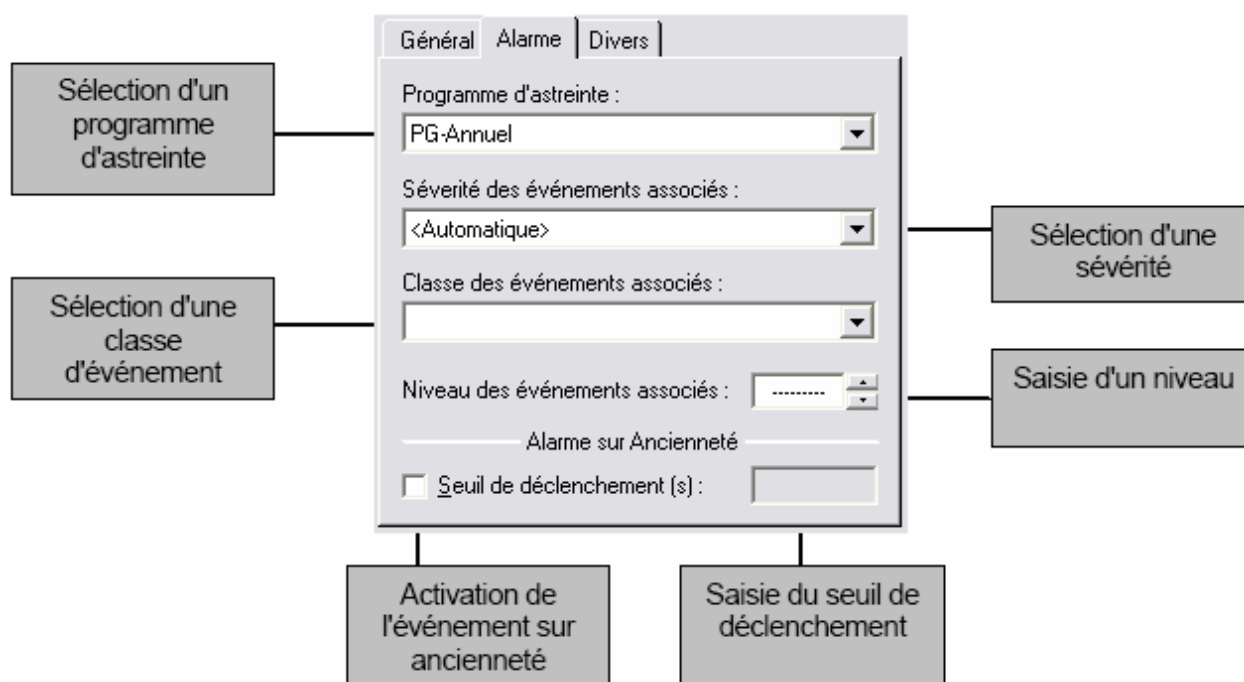 Général Alarme Divers
Sélection d'un
programme
d'astreinte
Programme d'astreinte :
PG-Annuel
Séverité des événements associés :
<Automatique>
Sélection d'une
sévérité
Classe des événements associés :
Sélection d'une
classe
d'événement
Niveau des événements associés : ---------
Saisie d'un niveau
Alarme sur Ancienneté
Seuil de déclenchement (s) :
Activation de
l'événement sur
ancienneté
Saisie du seuil de
déclenchement